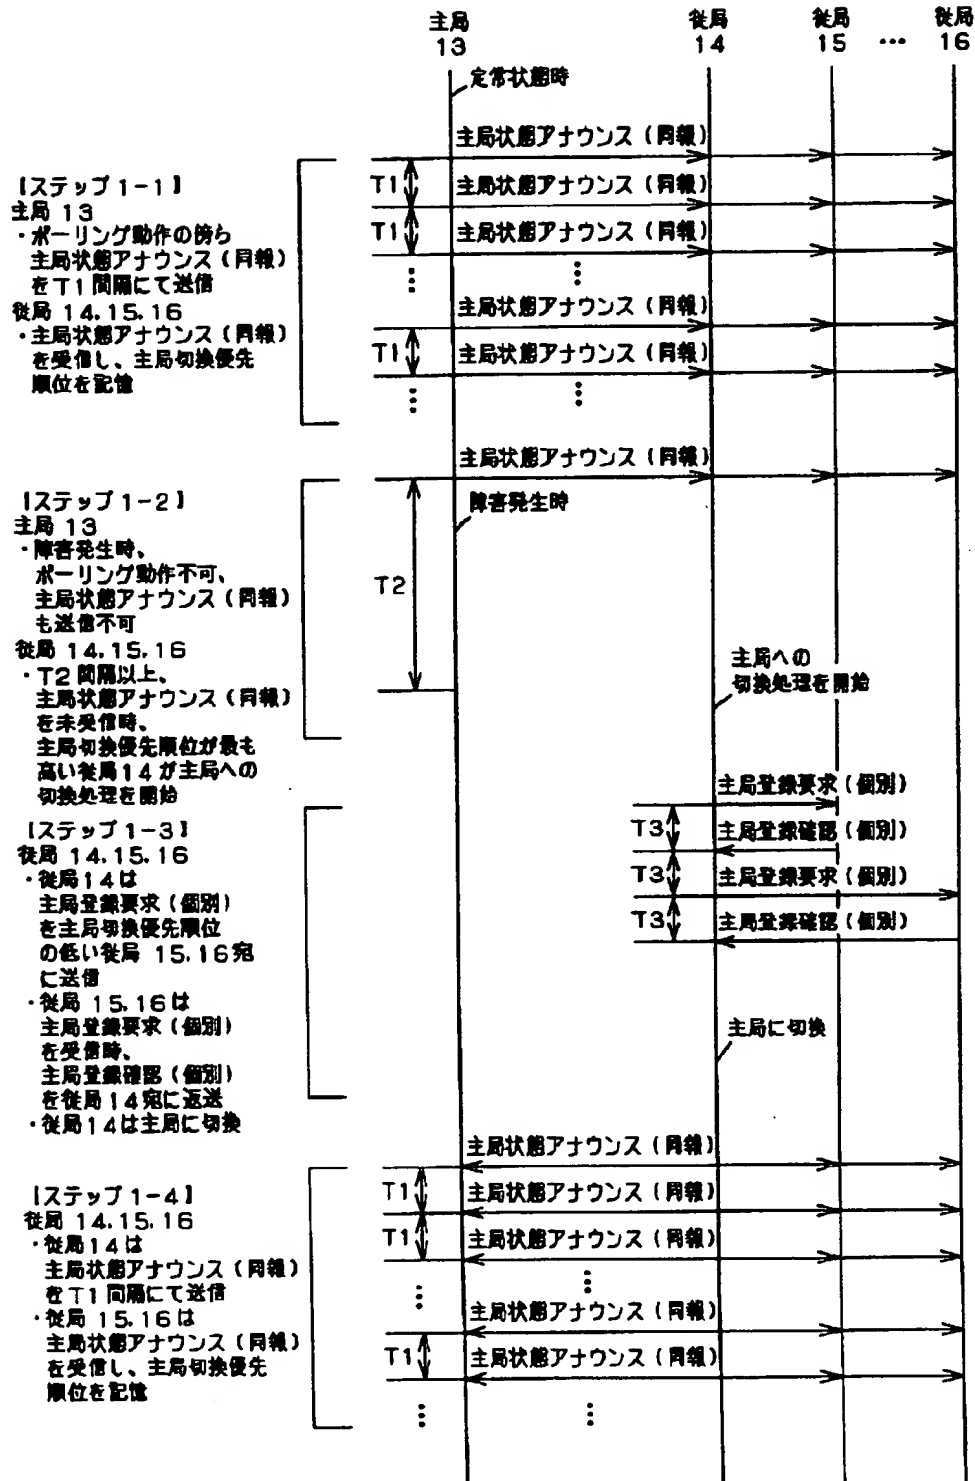 主局
13
従局
14
従局
15
…
従局
16
定常状態時
主局状態アナウンス（同報）
T1
主局状態アナウンス（同報）
T1
主局状態アナウンス（同報）
主局状態アナウンス（同報）
T1
主局状態アナウンス（同報）
【ステップ1-1】
主局 13
・ポーリング動作の傍ら
主局状態アナウンス（同報）
をT1間隔にて送信
従局 14.15.16
・主局状態アナウンス（同報）
を受信し、主局切換優先
順位を記憶
主局状態アナウンス（同報）
障害発生時
T2
【ステップ1-2】
主局 13
・障害発生時、
ポーリング動作不可、
主局状態アナウンス（同報）
も送信不可
従局 14.15.16
・T2間隔以上、
主局状態アナウンス（同報）
を未受信時、
主局切換優先順位が最も
高い従局14が主局への
切換処理を開始
主局への
切換処理を開始
主局登録要求（個別）
T3
主局登録確認（個別）
T3
主局登録要求（個別）
T3
主局登録確認（個別）
【ステップ1-3】
従局 14.15.16
・従局14は
主局登録要求（個別）
を主局切換優先順位
の低い従局 15.16宛
に送信
・従局 15.16は
主局登録要求（個別）
を受信時、
主局登録確認（個別）
を従局14宛に返送
・従局14は主局に切換
主局に切換
主局状態アナウンス（同報）
T1
主局状態アナウンス（同報）
T1
主局状態アナウンス（同報）
主局状態アナウンス（同報）
T1
主局状態アナウンス（同報）
【ステップ1-4】
従局 14.15.16
・従局14は
主局状態アナウンス（同報）
をT1間隔にて送信
・従局 15.16は
主局状態アナウンス（同報）
を受信し、主局切換優先
順位を記憶